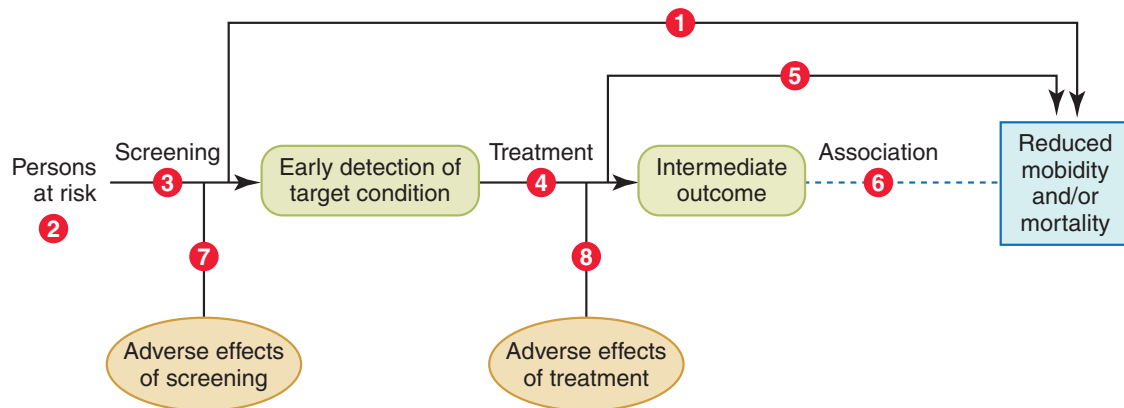 1
5
Screening
Treatment
Association
Persons
at risk
2
3
Early detection of
target condition
4
Intermediate
outcome
6
Reduced
mobidity
and/or
mortality
7
8
Adverse effects
of screening
Adverse effects
of treatment